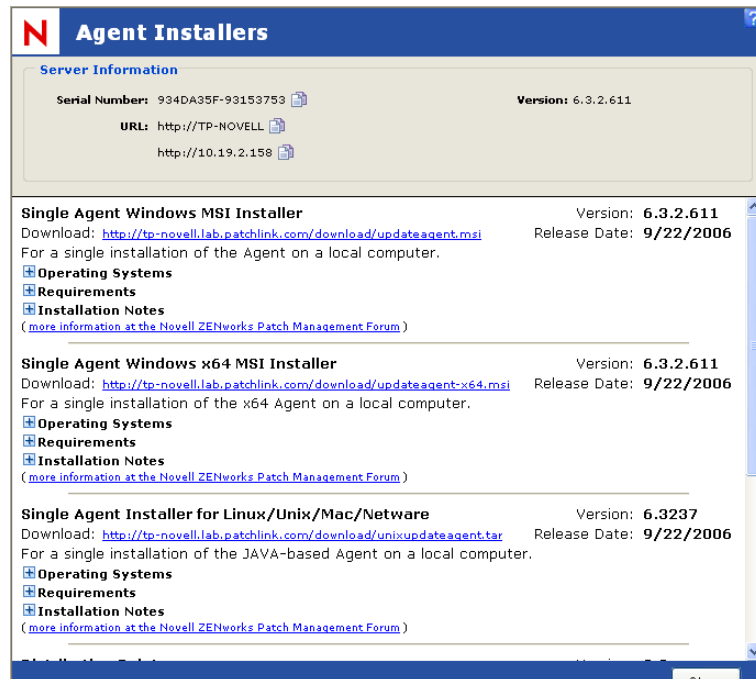 N Agent Installers ?
Server Information
Serial Number: 934DA35F-93153753 Version: 6.3.2.611
URL: http://TP-NOVELL
http://10.19.2.158
Single Agent Windows MSI Installer Version: 6.3.2.611
Download: http://tp-novell.lab.patchlink.com/download/updateagent.msi Release Date: 9/22/2006
For a single installation of the Agent on a local computer.
Operating Systems
Requirements
Installation Notes
( more information at the Novell ZENworks Patch Management Forum )
Single Agent Windows x64 MSI Installer Version: 6.3.2.611
Download: http://tp-novell.lab.patchlink.com/download/updateagent-x64.msi Release Date: 9/22/2006
For a single installation of the x64 Agent on a local computer.
Operating Systems
Requirements
Installation Notes
( more information at the Novell ZENworks Patch Management Forum )
Single Agent Installer for Linux/Unix/Mac/Netware Version: 6.3237
Download: http://tp-novell.lab.patchlink.com/download/unixupdateagent.tar Release Date: 9/22/2006
For a single installation of the JAVA-based Agent on a local computer.
Operating Systems
Requirements
Installation Notes
( more information at the Novell ZENworks Patch Management Forum )